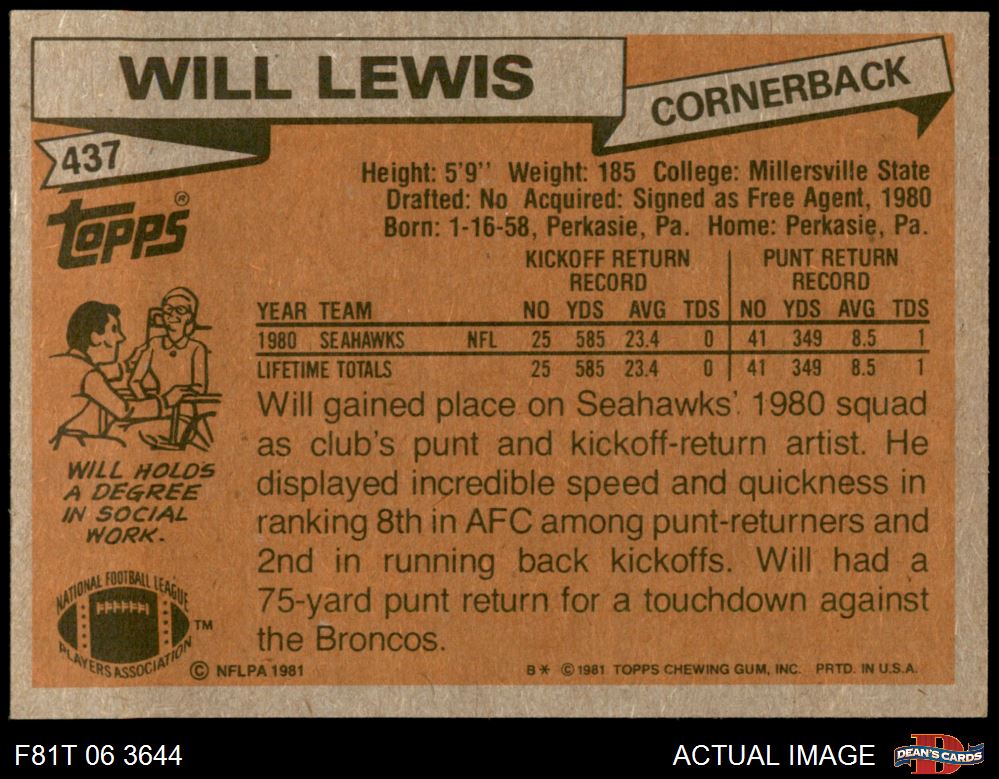 WILL LEWIS
CORNERBACK
437
TOPPS®
Height: 5'9'' Weight: 185 College: Millersville State
Drafted: No Acquired: Signed as Free Agent, 1980
Born: 1-16-58, Perkasie, Pa. Home: Perkasie, Pa.
KICKOFF RETURN RECORD PUNT RETURN RECORD
YEAR TEAM NO YDS AVG TDS NO YDS AVG TDS
1980 SEAHAWKS NFL 25 585 23.4 0 41 349 8.5 1
LIFETIME TOTALS 25 585 23.4 0 41 349 8.5 1
WILL HOLDS
A DEGREE
IN SOCIAL
WORK.
Will gained place on Seahawks' 1980 squad
as club's punt and kickoff-return artist. He
displayed incredible speed and quickness in
ranking 8th in AFC among punt-returners and
2nd in running back kickoffs. Will had a
75-yard punt return for a touchdown against
the Broncos.
NATIONAL FOOTBALL LEAGUE
PLAYERS ASSOCIATION
TM
© NFLPA 1981
B* © 1981 TOPPS CHEWING GUM, INC. PRTD. IN U.S.A.
F81T 06 3644
ACTUAL IMAGE
D
DEAN'S CARDS